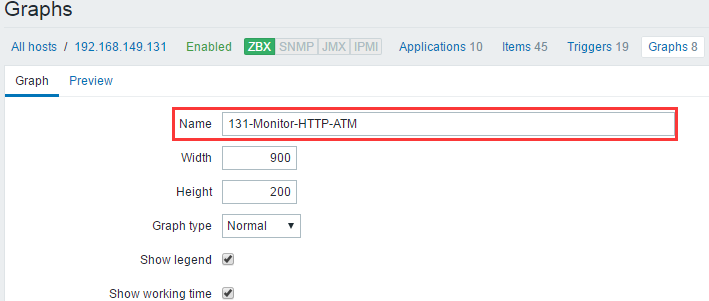 Graphs
All hosts / 192.168.149.131 Enabled ZBX SNMP JMX IPMI Applications 10 Items 45 Triggers 19 Graphs 8
Graph Preview
Name 131-Monitor-HTTP-ATM
Width 900
Height 200
Graph type Normal
Show legend
Show working time